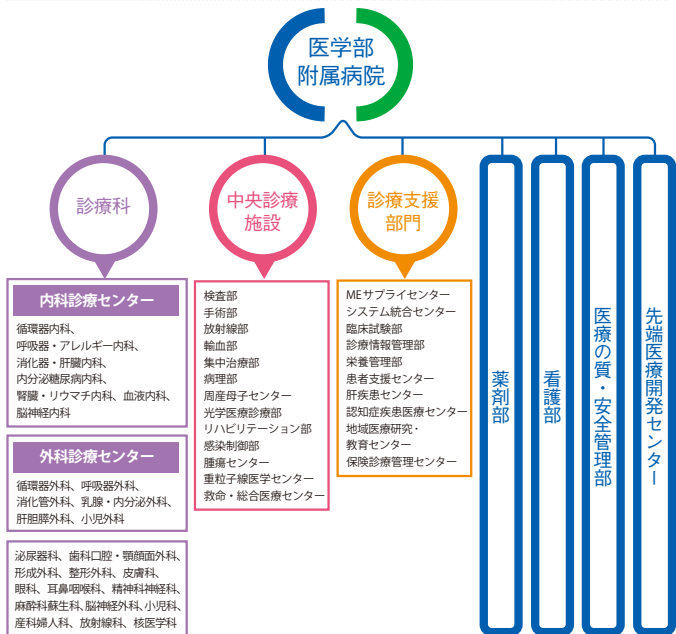 医学部
附属病院
診療科
内科診療センター
循環器内科、
呼吸器・アレルギー内科、
消化器・肝臓内科、
内分泌糖尿病内科、
腎臓・リウマチ内科、血液内科、
脳神経内科
外科診療センター
循環器外科、呼吸器外科、
消化管外科、乳腺・内分泌外科、
肝胆膵外科、小児外科
泌尿器科、歯科口腔・顎顔面外科、
形成外科、整形外科、皮膚科、
眼科、耳鼻咽喉科、精神科神経科、
麻酔科蘇生科、脳神経外科、小児科、
産科婦人科、放射線科、核医学科
中央診療
施設
検査部
手術部
放射線部
輸血部
集中治療部
病理部
周産母子センター
光学医療診療部
リハビリテーション部
感染制御部
腫瘍センター
重粒子線医学センター
救命・総合医療センター
診療支援
部門
MEサプライセンター
システム統合センター
臨床試験部
診療情報管理部
栄養管理部
患者支援センター
肝疾患センター
認知症疾患医療センター
地域医療研究・
教育センター
保険診療管理センター
薬剤部
看護部
医療の質・安全管理部
先端医療開発センター